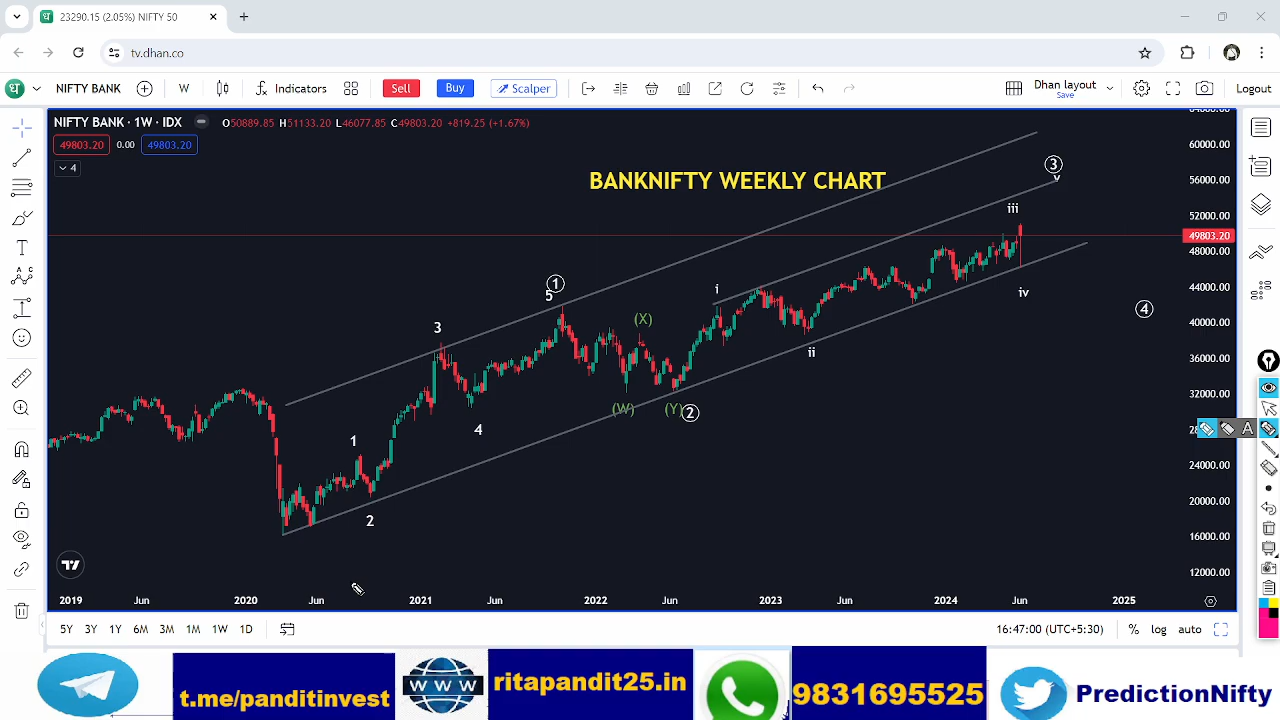 23290.15 (2.05%) NIFTY 50
tv.dhan.co
NIFTY BANK W Indicators Sell Buy Scalper Dhan layout Save Logout
NIFTY BANK · 1W · IDX O50889.85 H51133.20 L46077.85 C49803.20 +819.25 (+1.67%)
49803.20 0.00 49803.20
4
BANKNIFTY WEEKLY CHART
60000.00
56000.00
52000.00
49803.20
48000.00
44000.00
40000.00
36000.00
32000.00
24000.00
20000.00
16000.00
12000.00
3
v
iii
1
5
i
(X)
3
iv
4
ii
(W)
(Y) 2
1
4
2
A
2019 Jun 2020 Jun 2021 Jun 2022 Jun 2023 Jun 2024 Jun 2025
5Y 3Y 1Y 6M 3M 1M 1W 1D 16:47:00 (UTC+5:30) % log auto
t.me/panditinvest
WWW
ritapandit25.in
9831695525
PredictionNifty